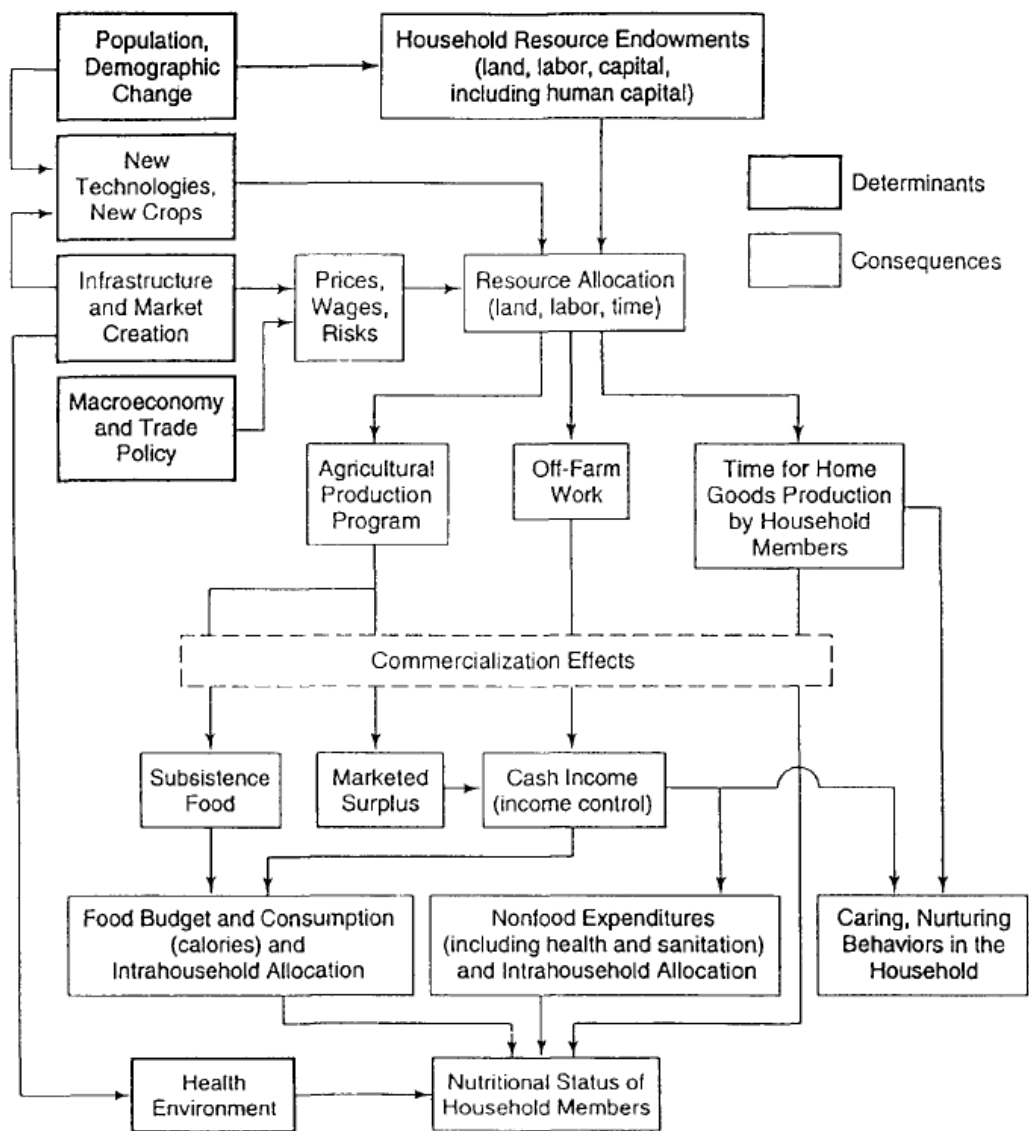 Population,
Demographic
Change
Household Resource Endowments
(land, labor, capital,
including human capital)
New
Technologies,
New Crops
Determinants
Consequences
Infrastructure
and Market
Creation
Prices,
Wages,
Risks
Resource Allocation
(land, labor, time)
Macroeconomy
and Trade
Policy
Agricultural
Production
Program
Off-Farm
Work
Time for Home
Goods Production
by Household
Members
Commercialization Effects
Subsistence
Food
Marketed
Surplus
Cash Income
(income control)
Food Budget and Consumption
(calories) and
Intrahousehold Allocation
Nonfood Expenditures
(including health and sanitation)
and Intrahousehold Allocation
Caring, Nurturing
Behaviors in the
Household
Health
Environment
Nutritional Status of
Household Members